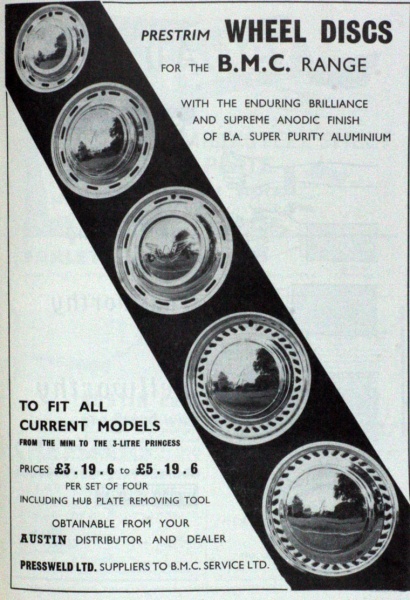 PRESTRIM WHEEL DISCS
FOR THE B.M.C. RANGE
WITH THE ENDURING BRILLIANCE
AND SUPREME ANODIC FINISH
OF B.A. SUPER PURITY ALUMINIUM
TO FIT ALL
CURRENT MODELS
FROM THE MINI TO THE 3-LITRE PRINCESS
PRICES £3.19.6 to £5.19.6
PER SET OF FOUR
INCLUDING HUB PLATE REMOVING TOOL
OBTAINABLE FROM YOUR
AUSTIN DISTRIBUTOR AND DEALER
PRESSWELD LTD. SUPPLIERS TO B.M.C. SERVICE LTD.